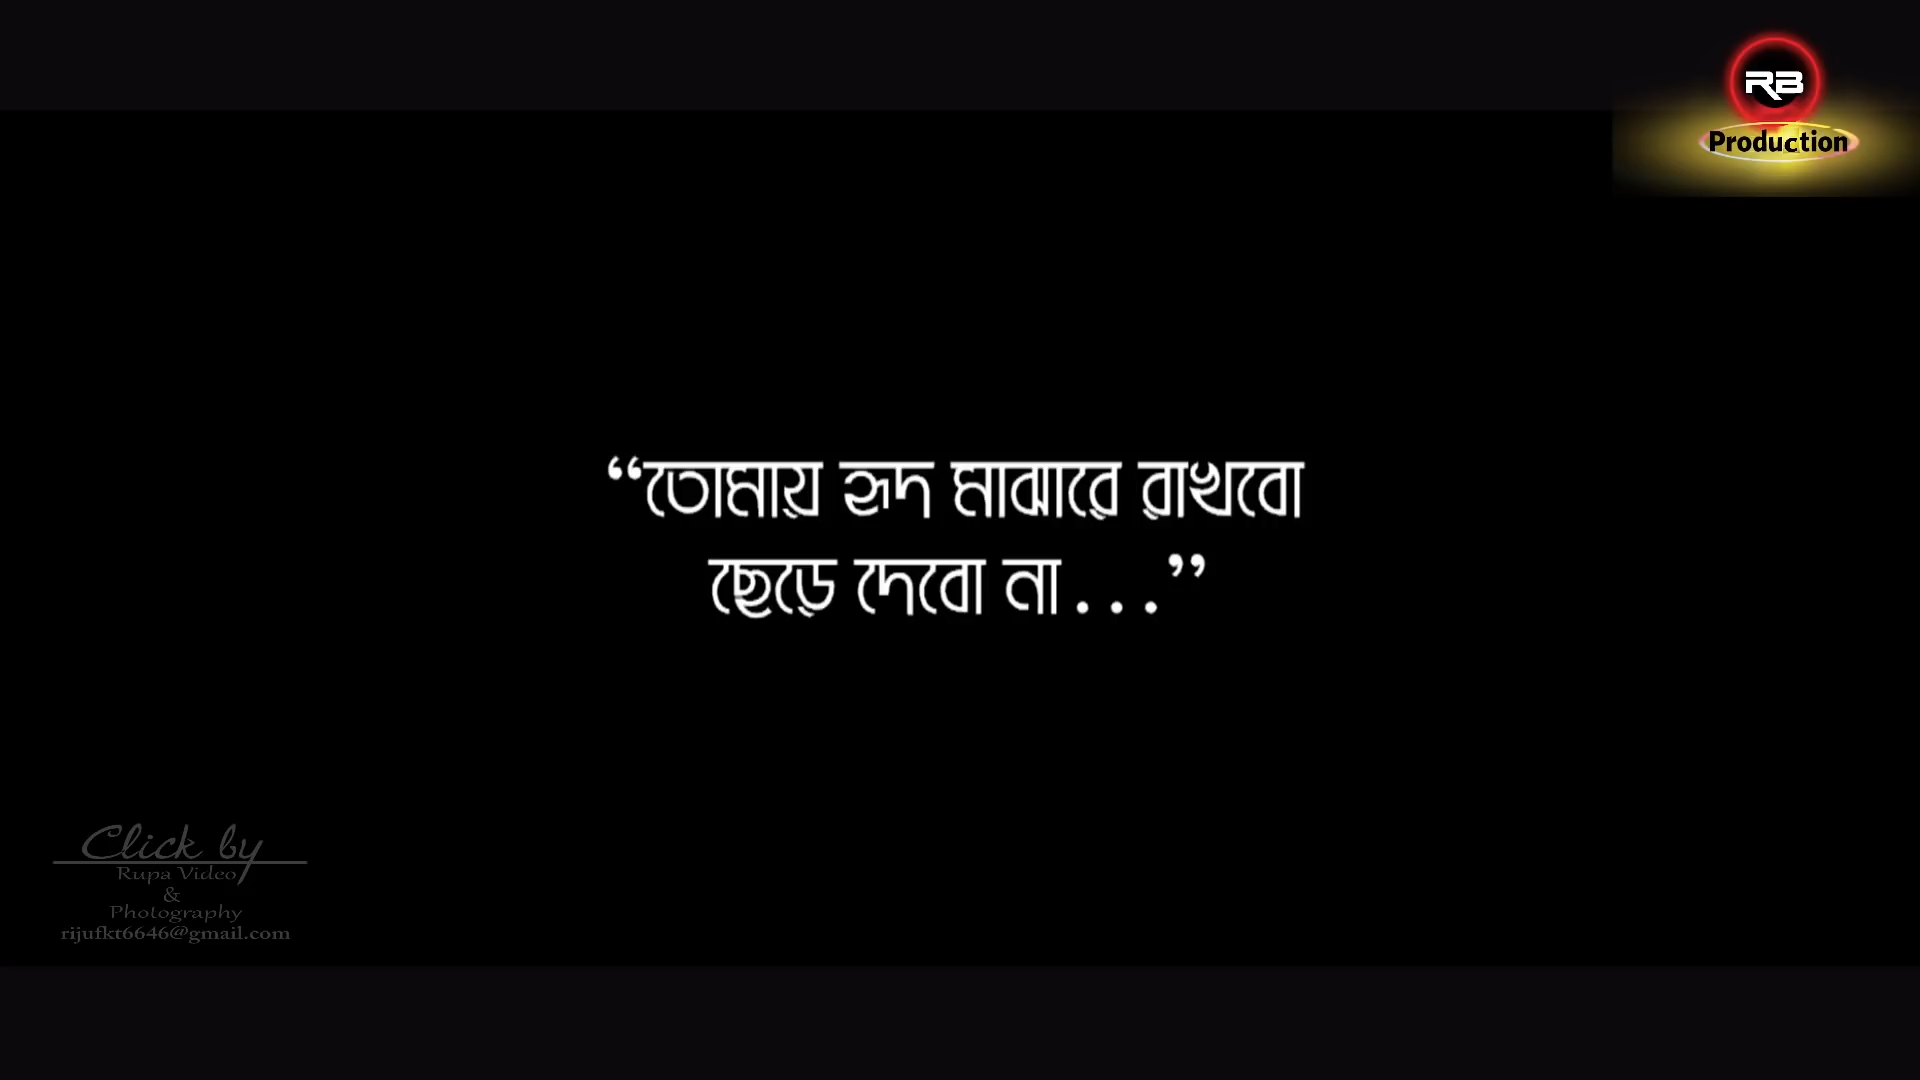 RB
Production
“তোমায় হৃদ মাঝারে রাখবো
ছেড়ে দেবো না...”
Click by
Rupa Video
&
Photography
rijufkt6646@gmail.com